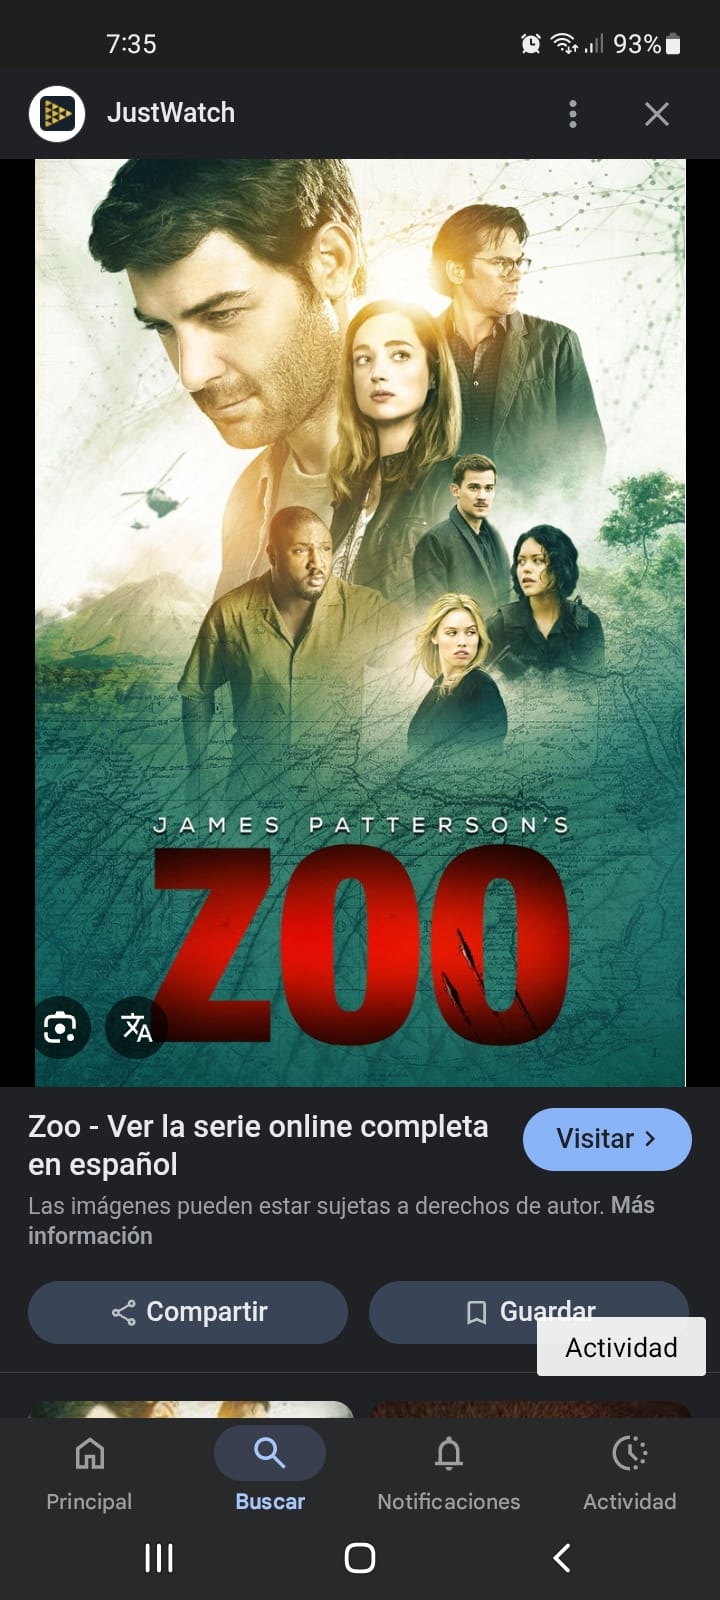 7:35
93%
JustWatch
JAMES PATTERSON'S
ZOO
Zoo - Ver la serie online completa
en español
Visitar
Las imágenes pueden estar sujetas a derechos de autor. Más
información
Compartir
Guardar
Actividad
Principal
Buscar
Notificaciones
Actividad